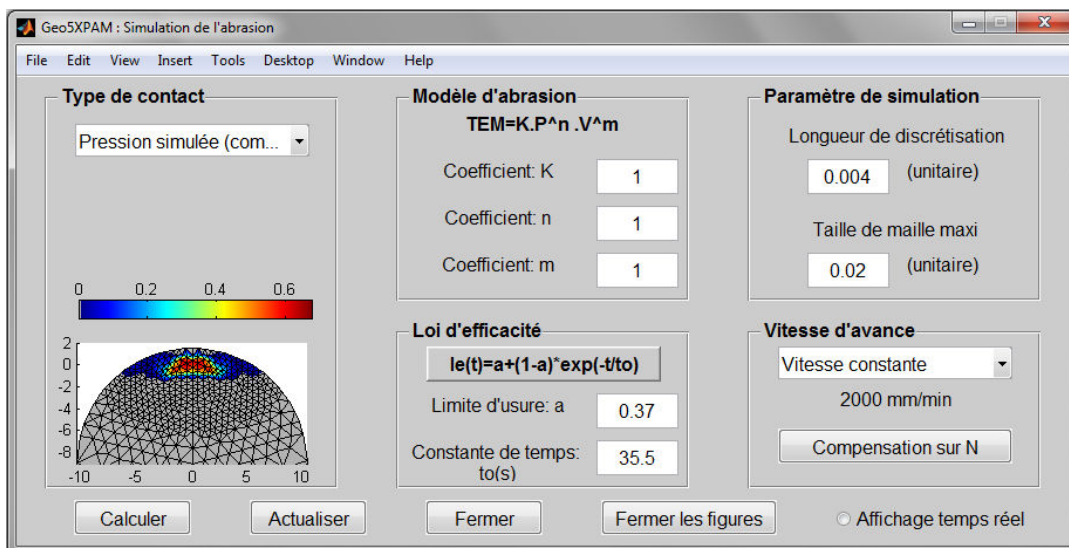 Geo5XPAM : Simulation de l'abrasion
File Edit View Insert Tools Desktop Window Help
Type de contact
Pression simulée (com...
0 0.2 0.4 0.6
2
0
-2
-4
-6
-8
-10 -5 0 5 10
Modèle d'abrasion
TEM=K.P^n .V^m
Coefficient: K 1
Coefficient: n 1
Coefficient: m 1
Loi d'efficacité
Ie(t)=a+(1-a)*exp(-t/to)
Limite d'usure: a 0.37
Constante de temps: 35.5
to(s)
Paramètre de simulation
Longueur de discrétisation
0.004 (unitaire)
Taille de maille maxi
0.02 (unitaire)
Vitesse d'avance
Vitesse constante
2000 mm/min
Compensation sur N
Calculer Actualiser Fermer Fermer les figures Affichage temps réel